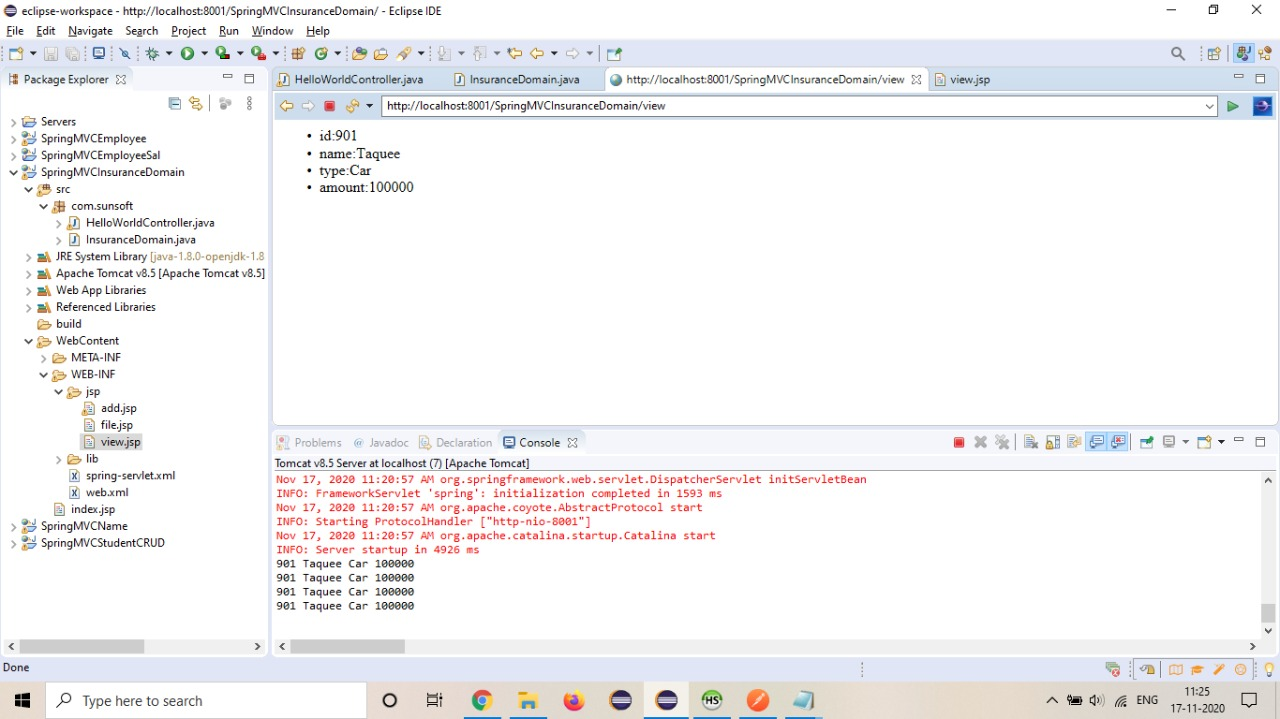 eclipse-workspace - http://localhost:8001/SpringMVCInsuranceDomain/ - Eclipse IDE
File Edit Navigate Search Project Run Window Help
Package Explorer
HelloWorldController.java InsuranceDomain.java http://localhost:8001/SpringMVCInsuranceDomain/view view.jsp
http://localhost:8001/SpringMVCInsuranceDomain/view
Servers
SpringMVCEmployee
SpringMVCEmployeeSal
SpringMVCInsuranceDomain
src
com.sunsoft
HelloWorldController.java
InsuranceDomain.java
JRE System Library [java-1.8.0-openjdk-1.8
Apache Tomcat v8.5 [Apache Tomcat v8.5]
Web App Libraries
Referenced Libraries
build
WebContent
META-INF
WEB-INF
jsp
add.jsp
file.jsp
view.jsp
lib
spring-servlet.xml
web.xml
index.jsp
SpringMVCName
SpringMVCStudentCRUD
• id:901
• name:Taquee
• type:Car
• amount:100000
Problems @ Javadoc Declaration Console
Tomcat v8.5 Server at localhost (7) [Apache Tomcat]
Nov 17, 2020 11:20:57 AM org.springframework.web.servlet.DispatcherServlet initServletBean
INFO: FrameworkServlet 'spring': initialization completed in 1593 ms
Nov 17, 2020 11:20:57 AM org.apache.coyote.AbstractProtocol start
INFO: Starting ProtocolHandler ["http-nio-8001"]
Nov 17, 2020 11:20:57 AM org.apache.catalina.startup.Catalina start
INFO: Server startup in 4926 ms
901 Taquee Car 100000
901 Taquee Car 100000
901 Taquee Car 100000
901 Taquee Car 100000
Done
Type here to search
HS
ENG
11:25
17-11-2020